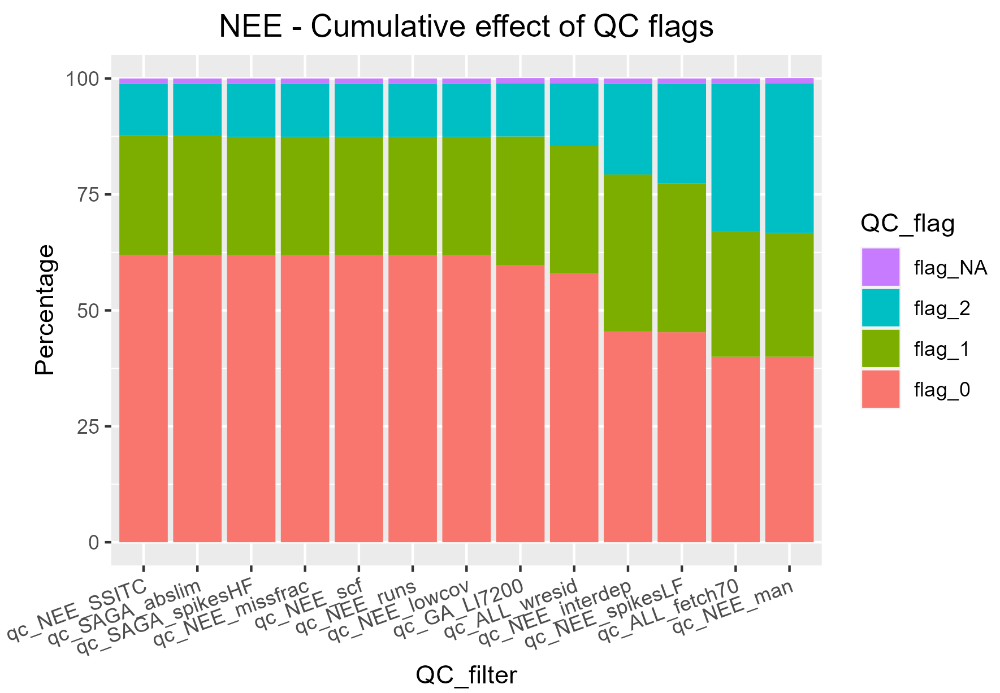 NEE - Cumulative effect of QC flags
Percentage
100
75
50
25
0
qc_NEE_SSITC
qc_SAGA_abslim
qc_SAGA_spikesHF
qc_NEE_missfrac
qc_NEE_scf
qc_NEE_runs
qc_NEE_lowcov
qc_GA_LI7200
qc_ALL_wresid
qc_NEE_interdep
qc_NEE_spikesLF
qc_ALL_fetch70
qc_NEE_man
QC_filter
QC_flag
flag_NA
flag_2
flag_1
flag_0